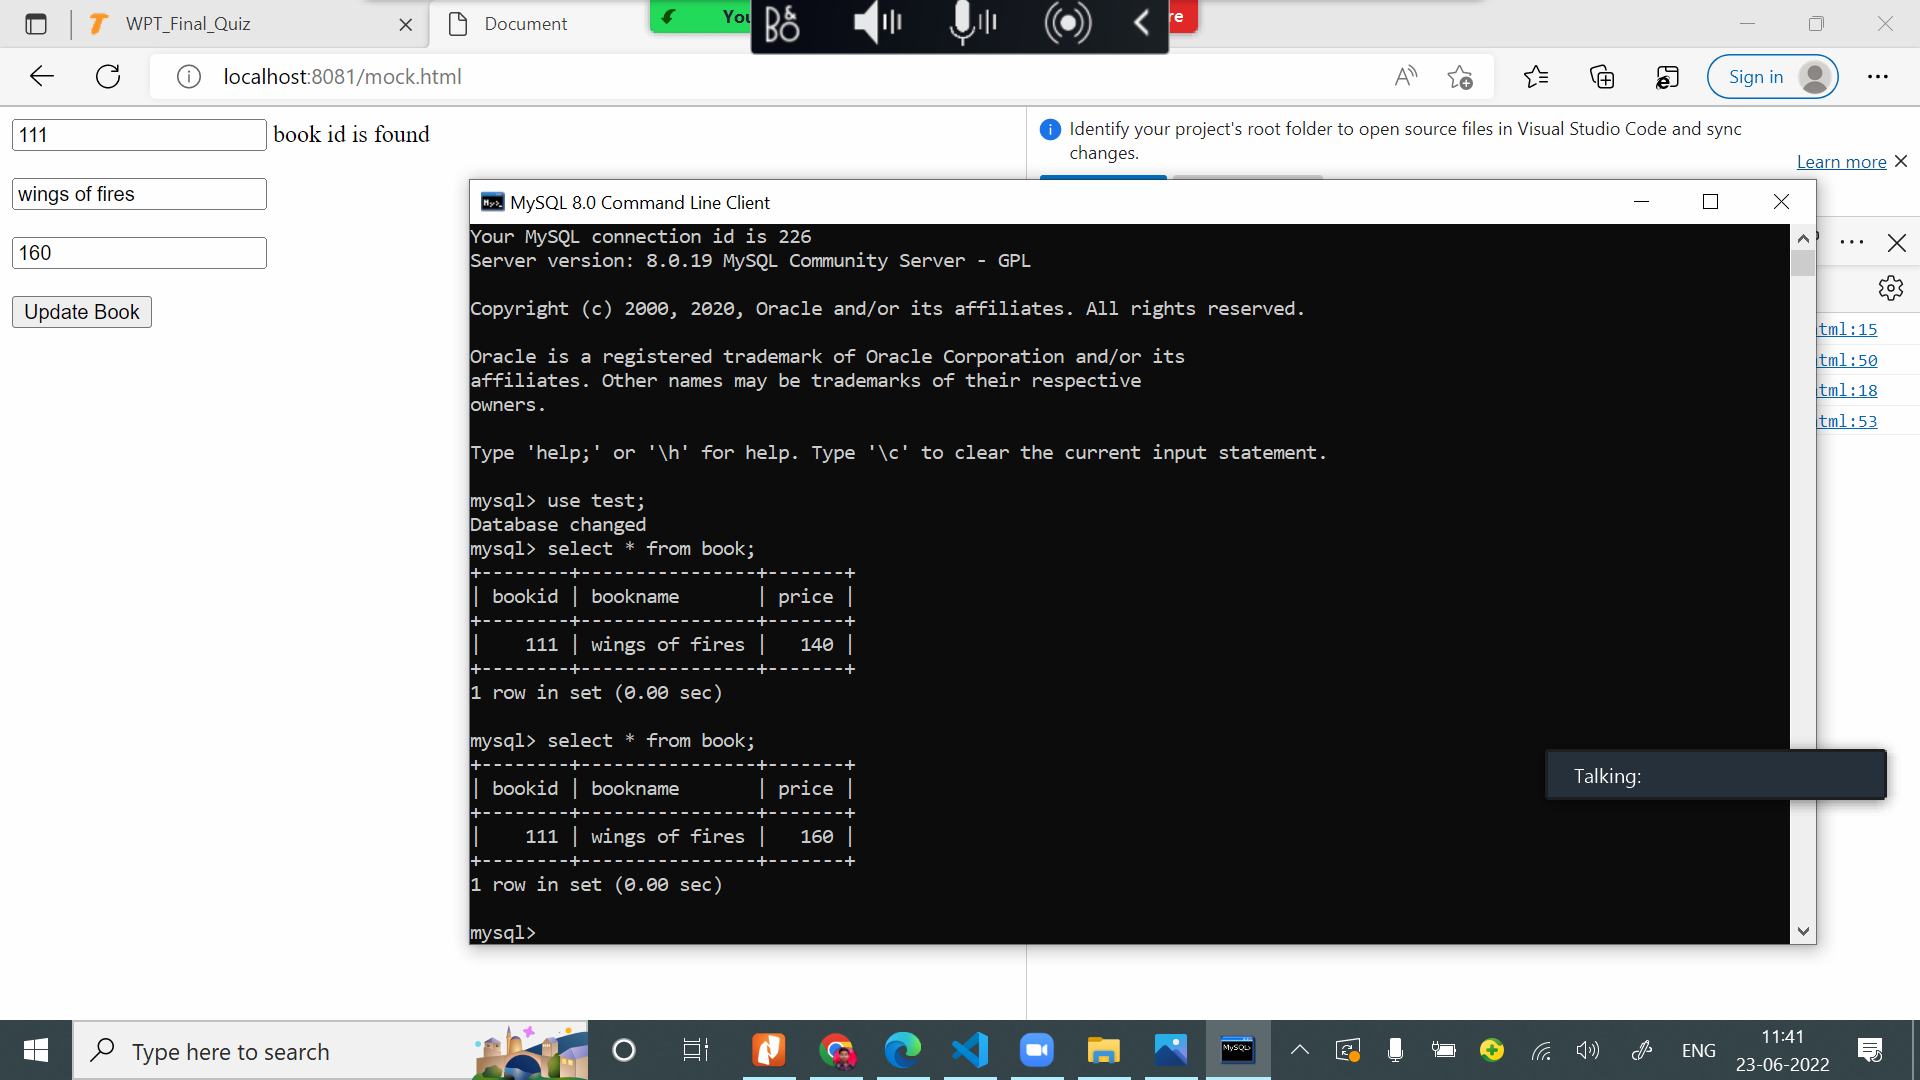 WPT_Final_Quiz
Document
You
re
localhost:8081/mock.html
Sign in
111 book id is found
wings of fires
160
Update Book
Identify your project's root folder to open source files in Visual Studio Code and sync
changes.
Learn more
MySQL 8.0 Command Line Client
Your MySQL connection id is 226
Server version: 8.0.19 MySQL Community Server - GPL
Copyright (c) 2000, 2020, Oracle and/or its affiliates. All rights reserved.
Oracle is a registered trademark of Oracle Corporation and/or its
affiliates. Other names may be trademarks of their respective
owners.
Type 'help;' or '\h' for help. Type '\c' to clear the current input statement.
mysql> use test;
Database changed
mysql> select * from book;
+--------+----------------+-------+
| bookid | bookname       | price |
+--------+----------------+-------+
|    111 | wings of fires |   140 |
+--------+----------------+-------+
1 row in set (0.00 sec)
mysql> select * from book;
+--------+----------------+-------+
| bookid | bookname       | price |
+--------+----------------+-------+
|    111 | wings of fires |   160 |
+--------+----------------+-------+
1 row in set (0.00 sec)
mysql>
tml:15
tml:50
tml:18
tml:53
Talking:
Type here to search
ENG
11:41
23-06-2022